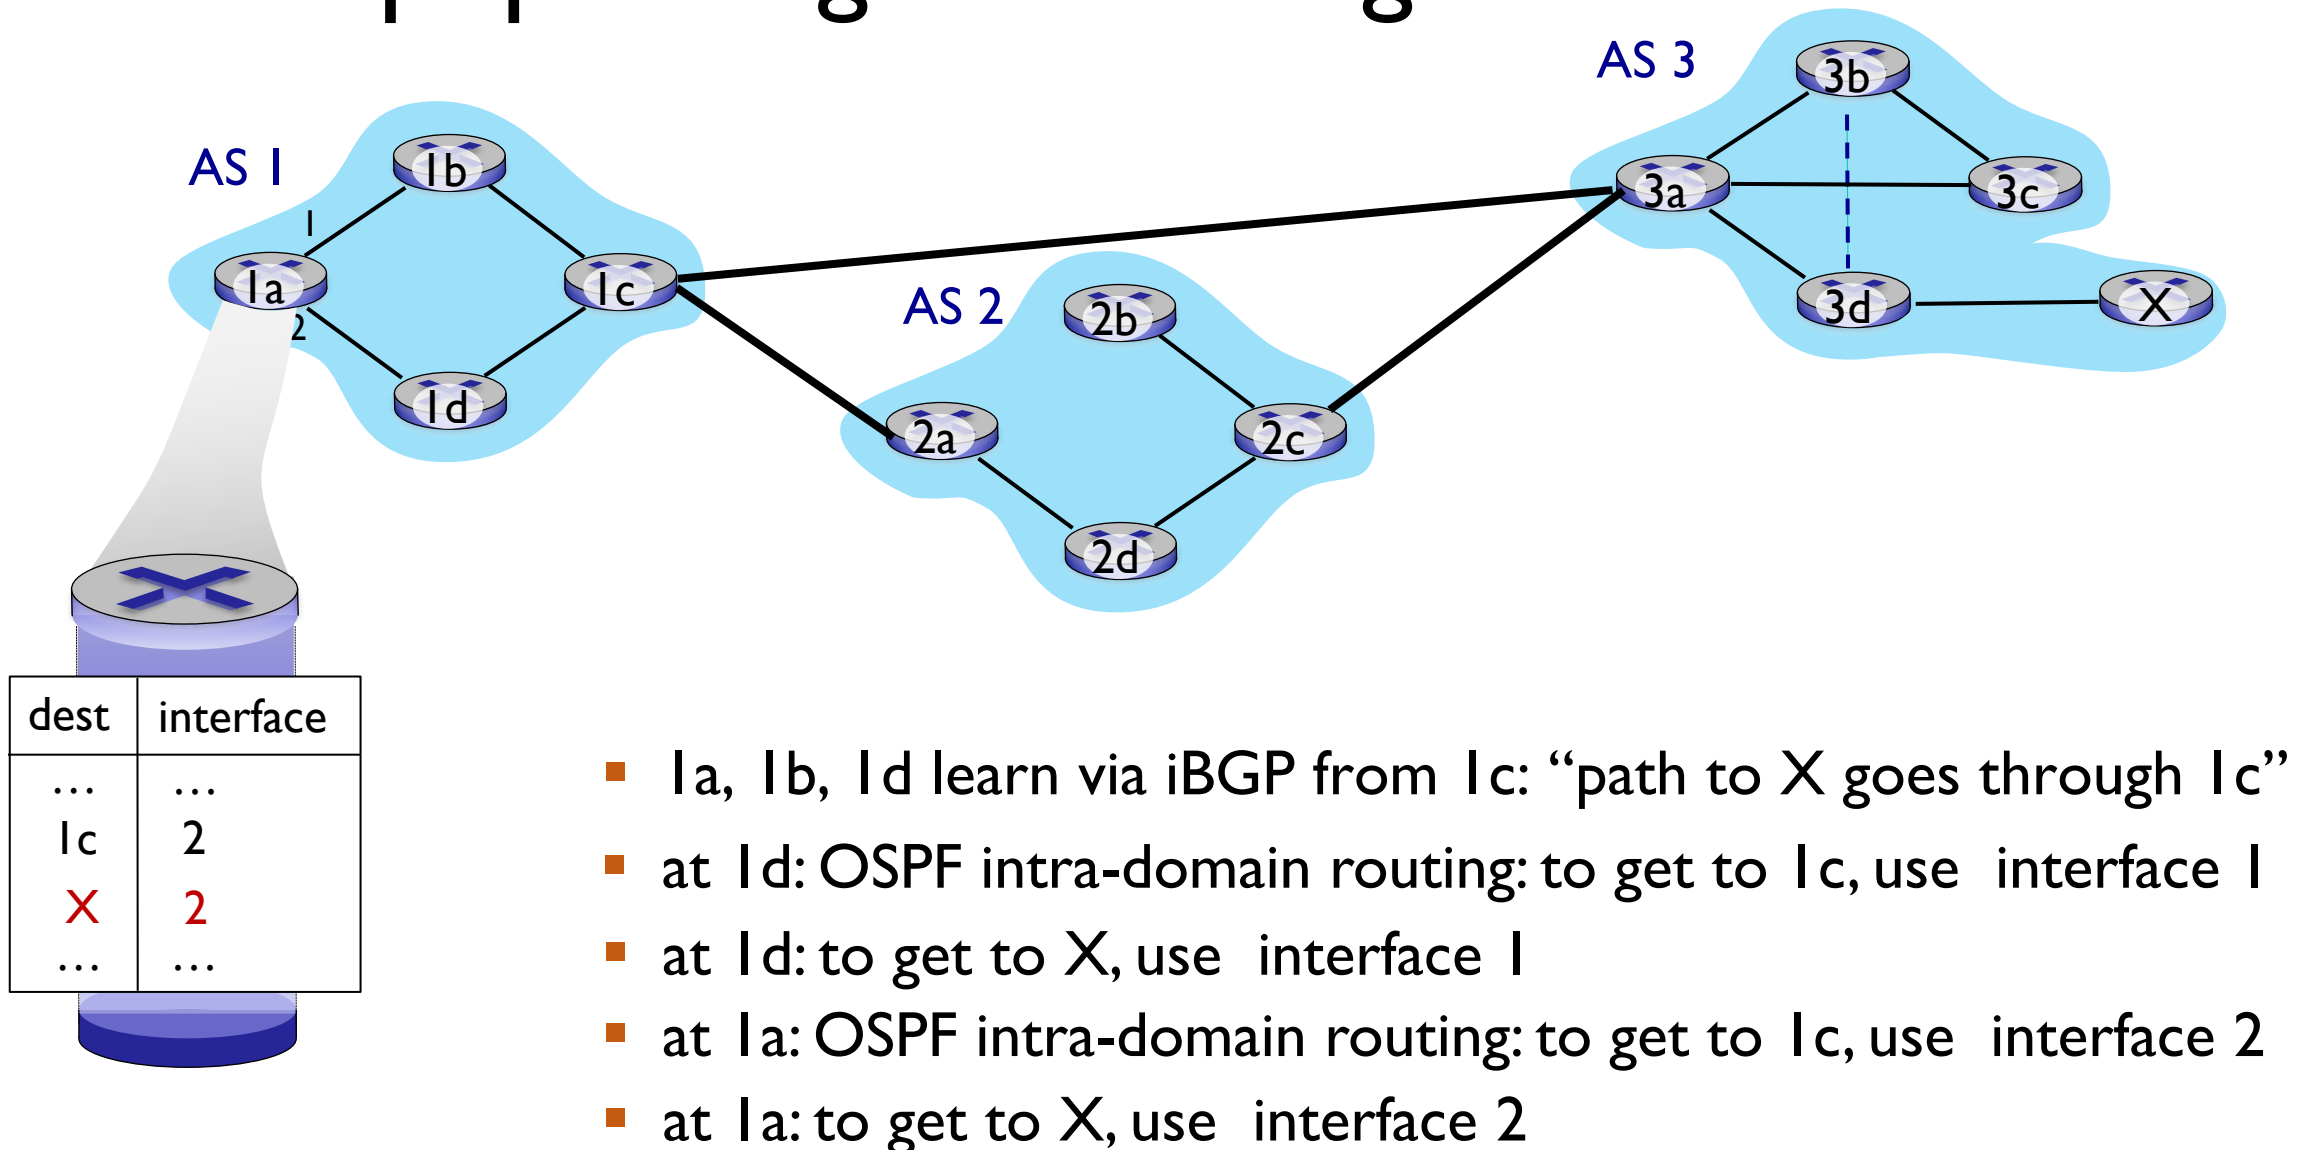 AS 3
3b
AS 1
1b
3a
3c
1
1a
1c
AS 2
2b
3d
X
2
1d
2a
2c
2d
dest interface
... ...
1c 2
X 2
... ...
1a, 1b, 1d learn via iBGP from 1c: “path to X goes through 1c”
at 1d: OSPF intra-domain routing: to get to 1c, use interface 1
at 1d: to get to X, use interface 1
at 1a: OSPF intra-domain routing: to get to 1c, use interface 2
at 1a: to get to X, use interface 2